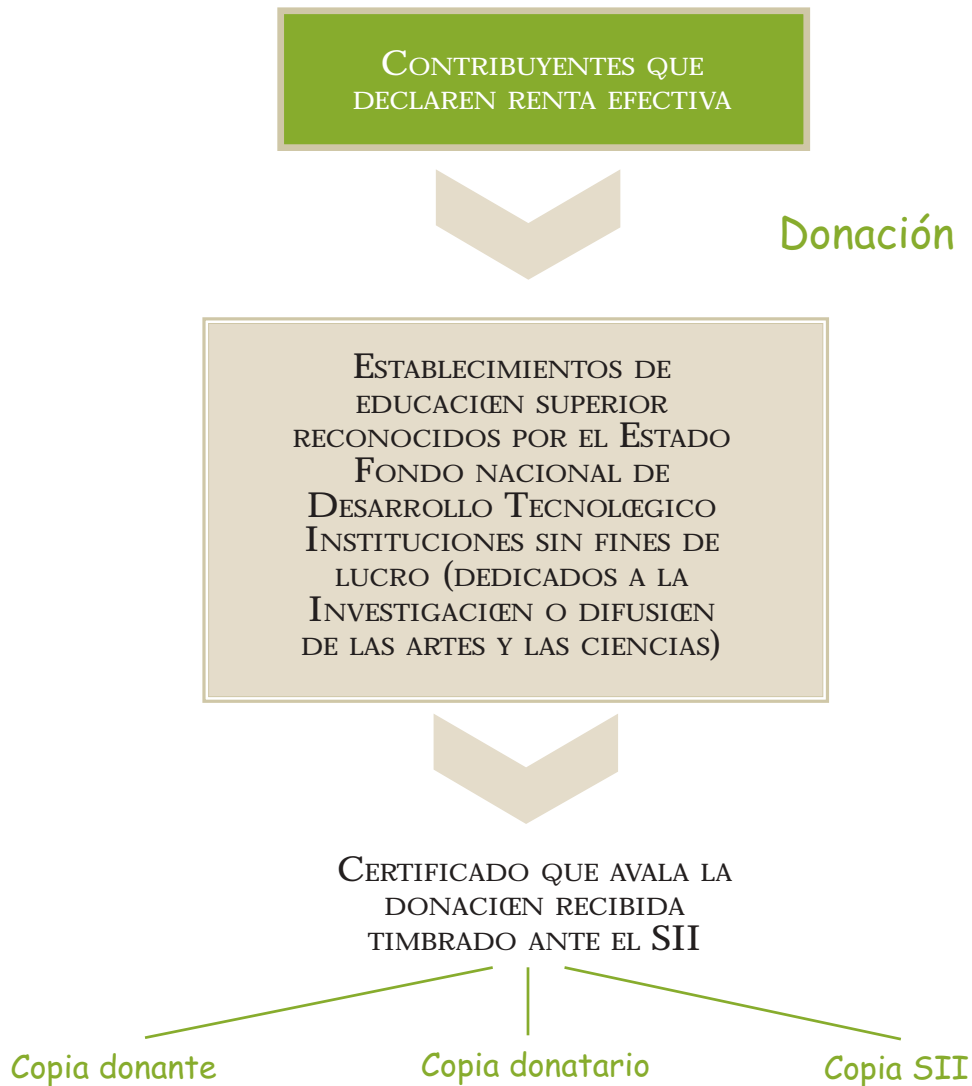 CONTRIBUYENTES QUE
DECLAREN RENTA EFECTIVA
Donación
ESTABLECIMIENTOS DE
EDUCACIŒN SUPERIOR
RECONOCIDOS POR EL ESTADO
FONDO NACIONAL DE
DESARROLLO TECNOLŒGICO
INSTITUCIONES SIN FINES DE
LUCRO (DEDICADOS A LA
INVESTIGACIŒN O DIFUSIŒN
DE LAS ARTES Y LAS CIENCIAS)
CERTIFICADO QUE AVALA LA
DONACIŒN RECIBIDA
TIMBRADO ANTE EL SII
Copia donante
Copia donatario
Copia SII